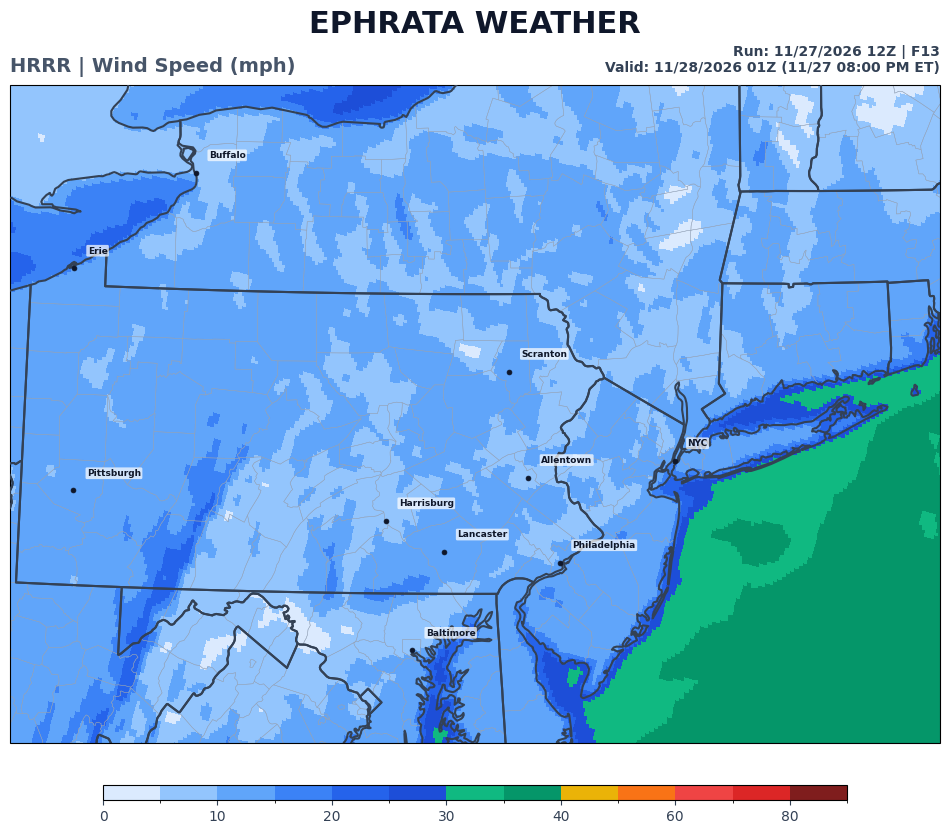 EPHRATA WEATHER
HRRR | Wind Speed (mph)
Run: 11/27/2026 12Z | F13
Valid: 11/28/2026 01Z (11/27 08:00 PM ET)
Buffalo
Erie
Scranton
NYC
Allentown
Pittsburgh
Harrisburg
Lancaster
Philadelphia
Baltimore
0 10 20 30 40 50 60 70 80